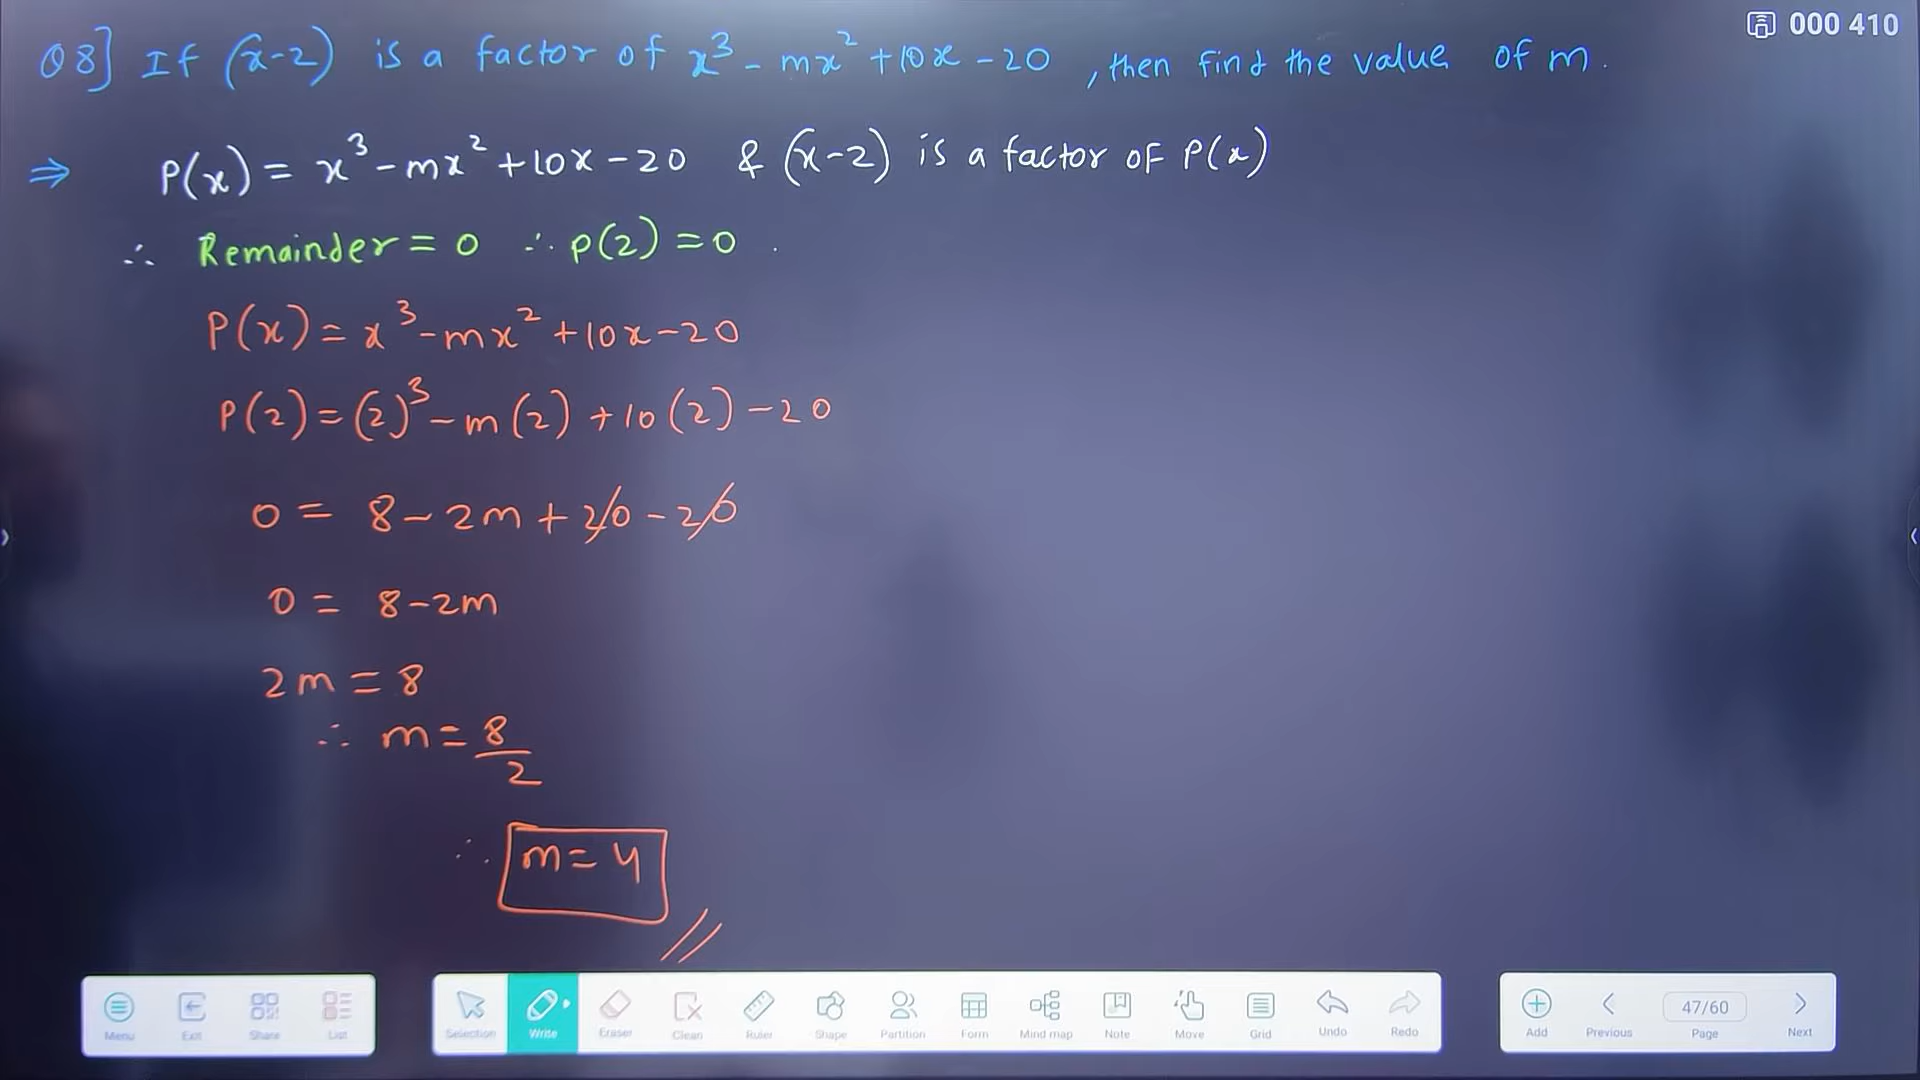 000 410
Q8] If (x-2) is a factor of x³ - mx² + 10x - 20 , then find the value of m .
⇒ P(x) = x³ - mx² + 10x - 20 & (x-2) is a factor of P(x)
∴ Remainder = 0 ∴ P(2) = 0 .
P(x) = x³ - mx² + 10x - 20
P(2) = (2)³ - m(2) + 10(2) - 20
0 = 8 - 2m + 20 - 20
0 = 8 - 2m
2m = 8
∴ m = 8/2
∴ m = 4
Menu Exit Share List Selection Write Eraser Clean Ruler Shape Partition Form Mind map Note Move Grid Undo Redo Add Previous 47/60 Page Next